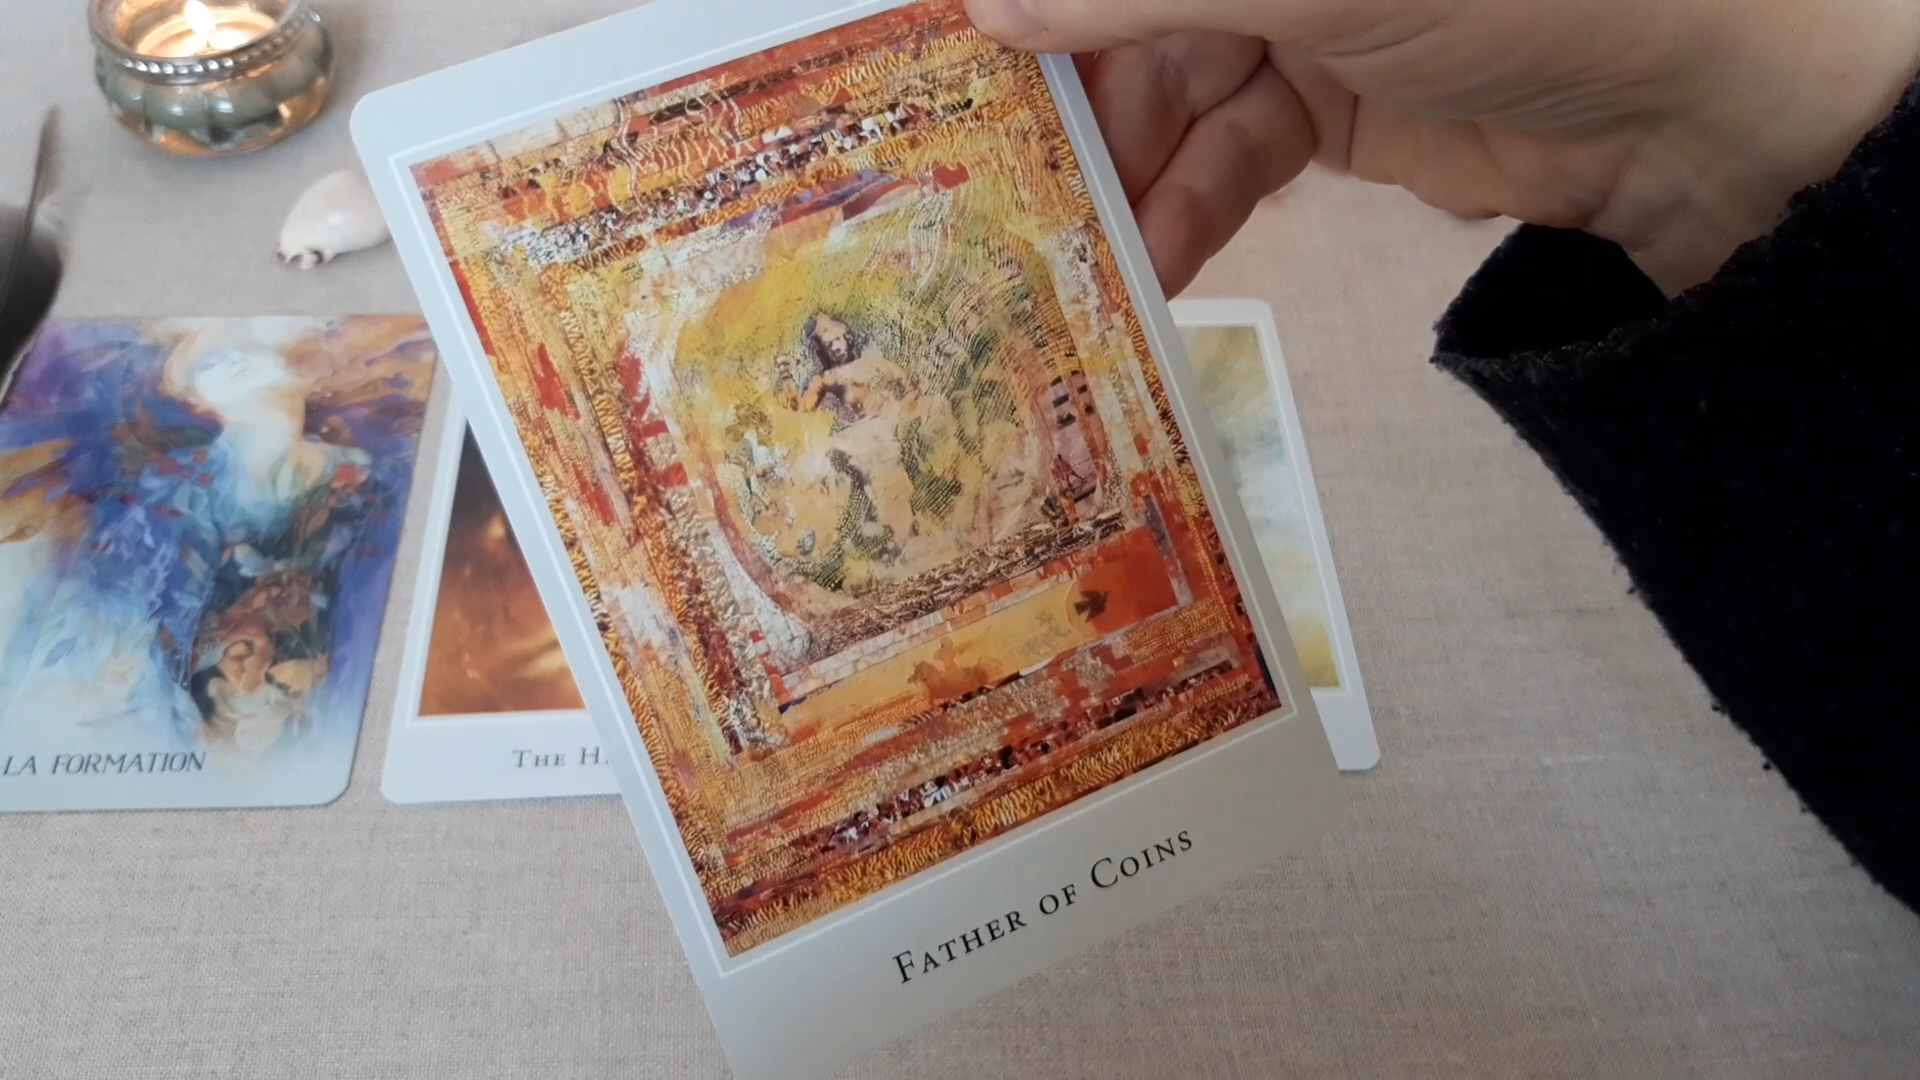 LA FORMATION
THE H
FATHER OF COINS